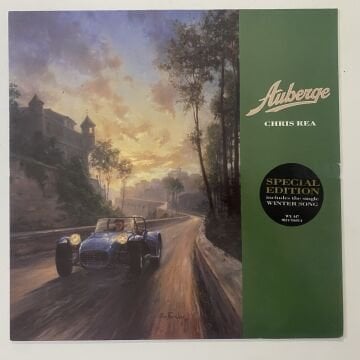 Auberge
CHRIS REA
SPECIAL
EDITION
includes the single
WINTER SONG